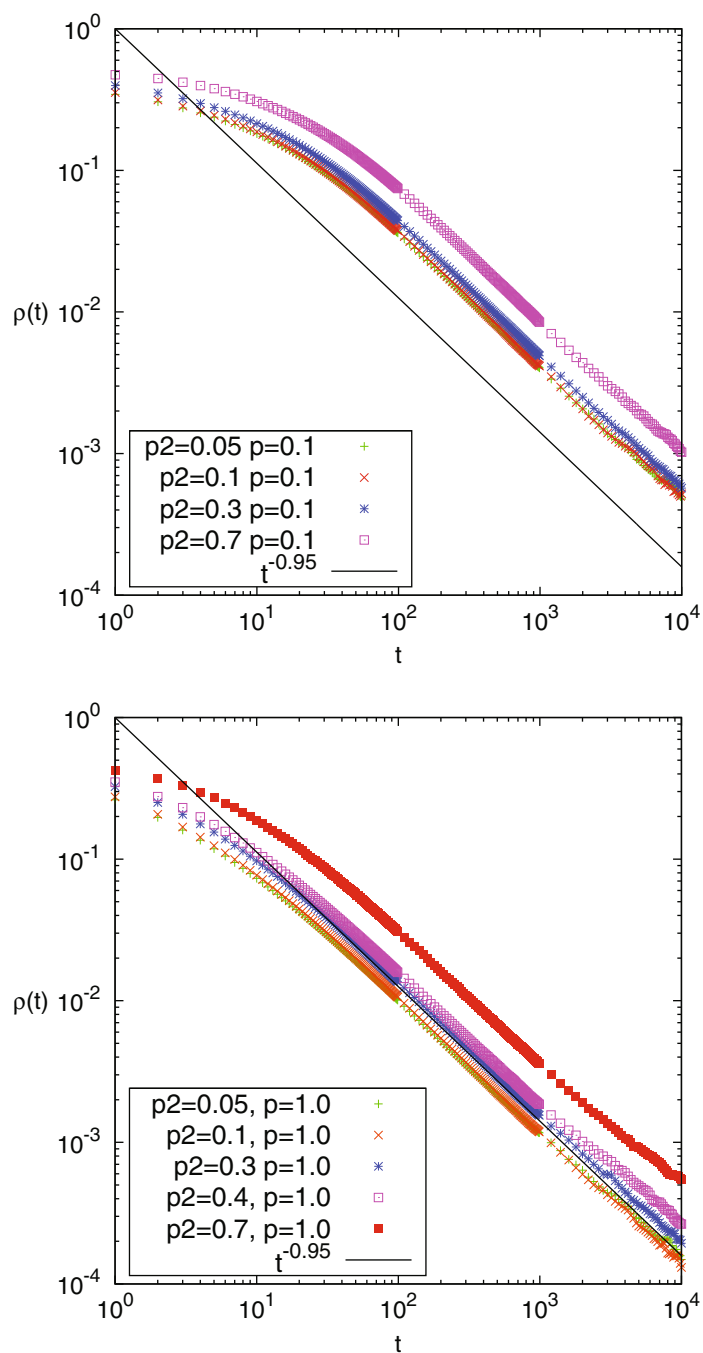 10^0
10^-1
10^-2
10^-3
10^-4
ρ(t)
p2=0.05 p=0.1
p2=0.1 p=0.1
p2=0.3 p=0.1
p2=0.7 p=0.1
t^-0.95
10^0 10^1 10^2 10^3 10^4
t
10^0
10^-1
10^-2
10^-3
10^-4
ρ(t)
p2=0.05, p=1.0
p2=0.1, p=1.0
p2=0.3 p=1.0
p2=0.4, p=1.0
p2=0.7, p=1.0
t^-0.95
10^0 10^1 10^2 10^3 10^4
t